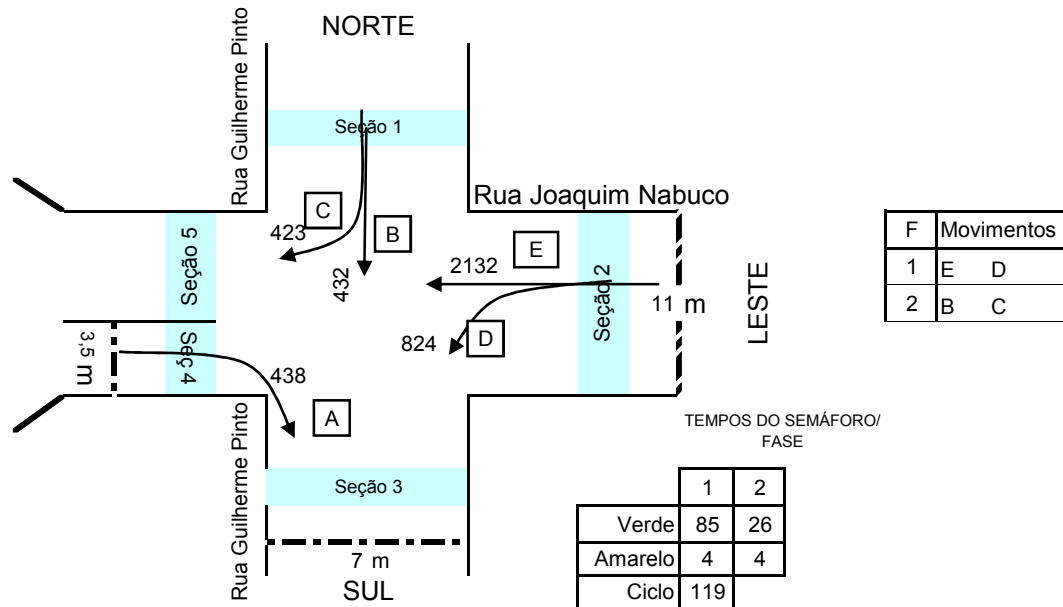 NORTE
Rua Guilherme Pinto
Seção 1
Rua Joaquim Nabuco
C
B
423
432
E
2132
Seção 2
11 m
LESTE
D
824
Seção 5
Seç 4
3,5 m
438
A
Rua Guilherme Pinto
Seção 3
7 m
SUL
F Movimentos
1 E D
2 B C
TEMPOS DO SEMÁFORO/
FASE
1 2
Verde 85 26
Amarelo 4 4
Ciclo 119